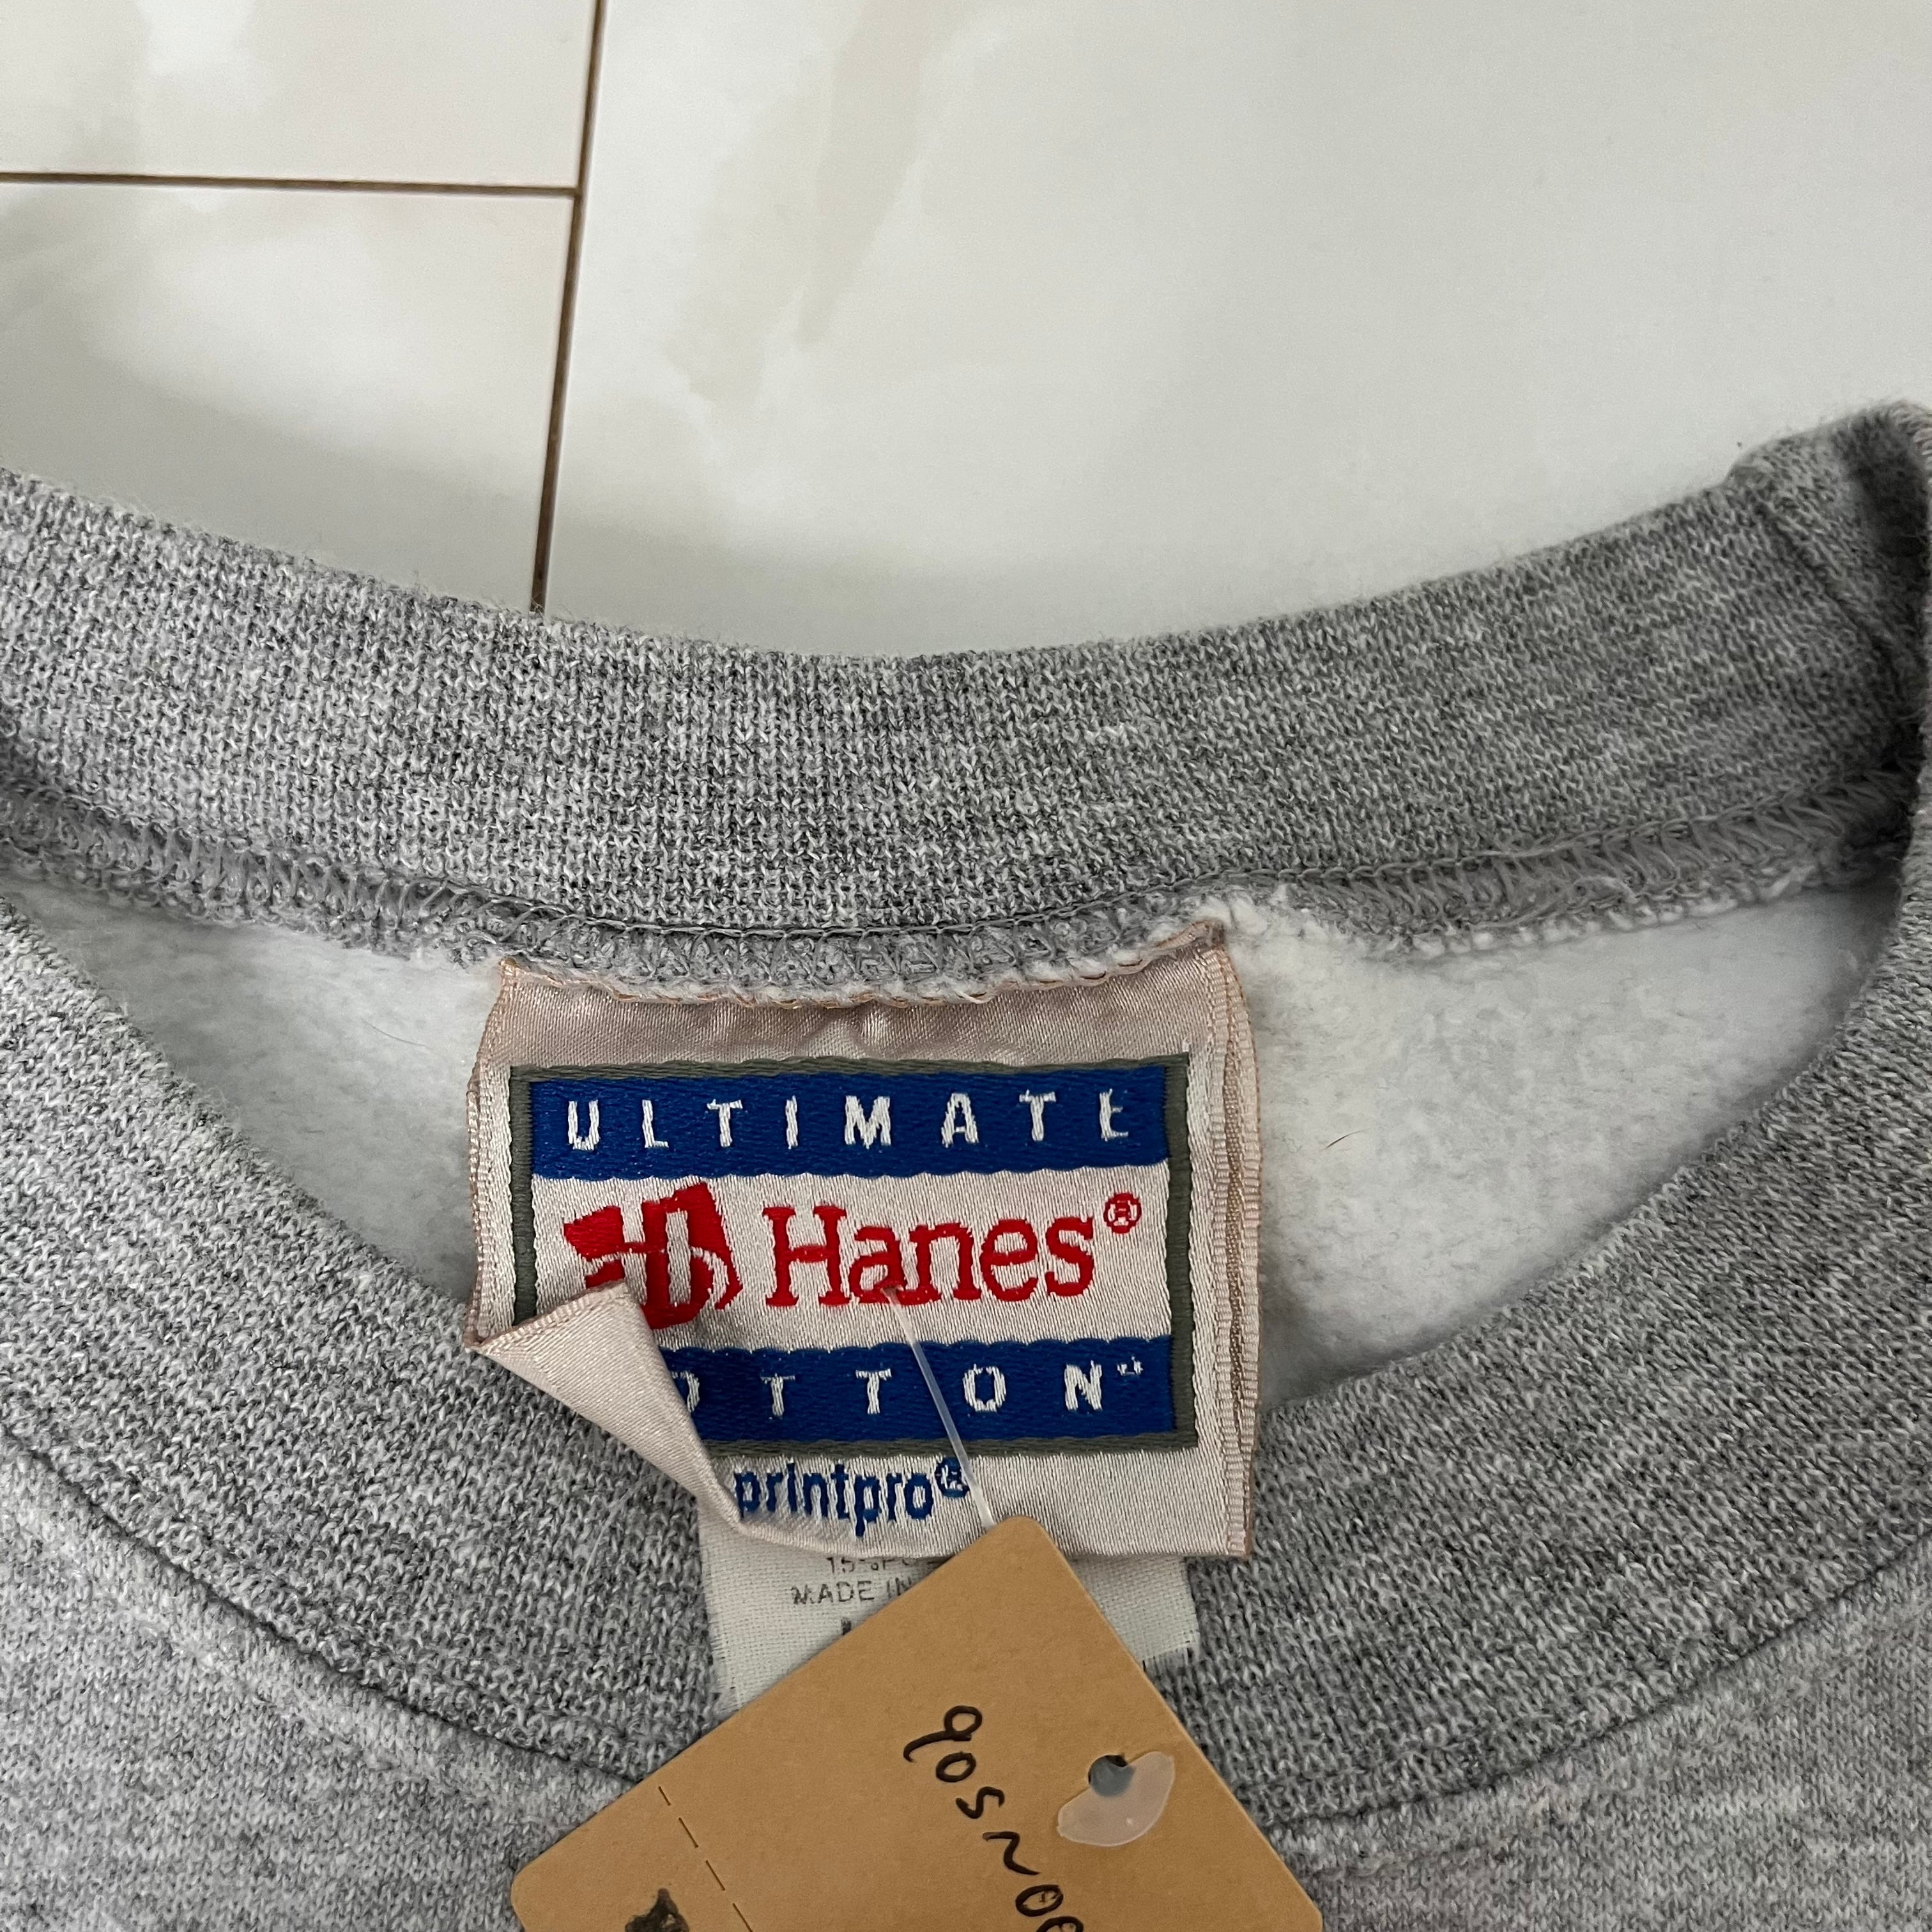 ULTIMATE
Hanes®
OTTON
printpro®
MADE IN
90s~00